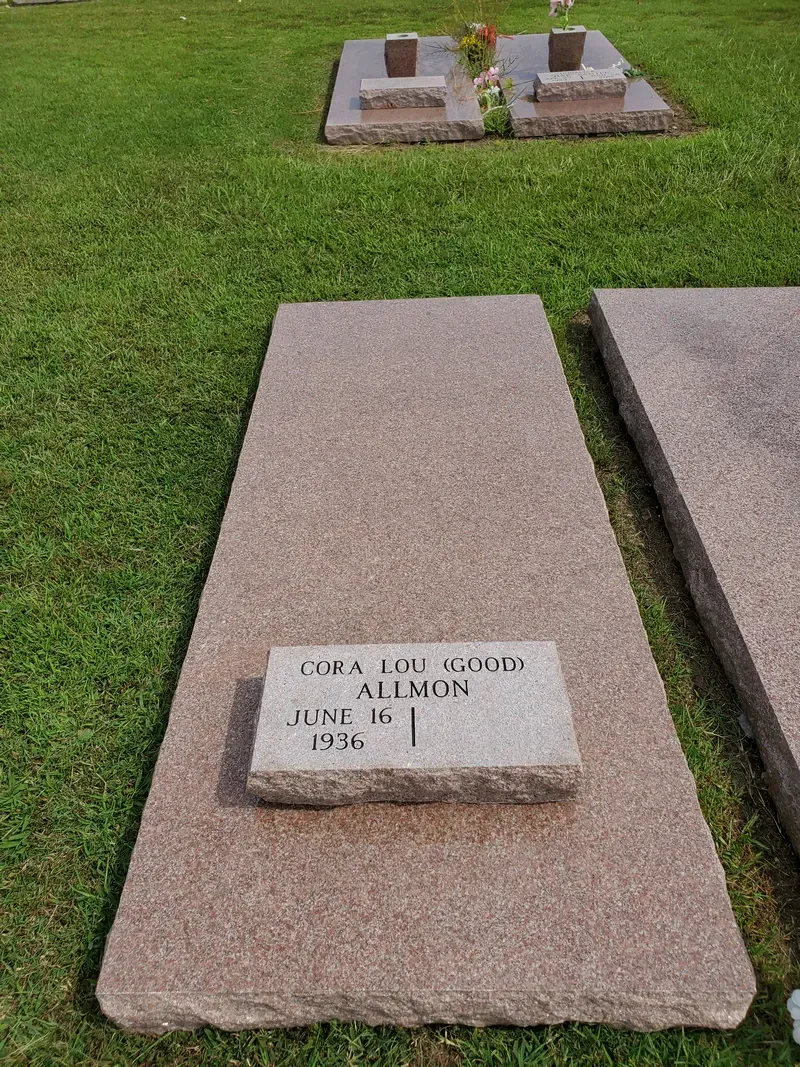 CORA LOU (GOOD)
ALLMON
JUNE 16
1936